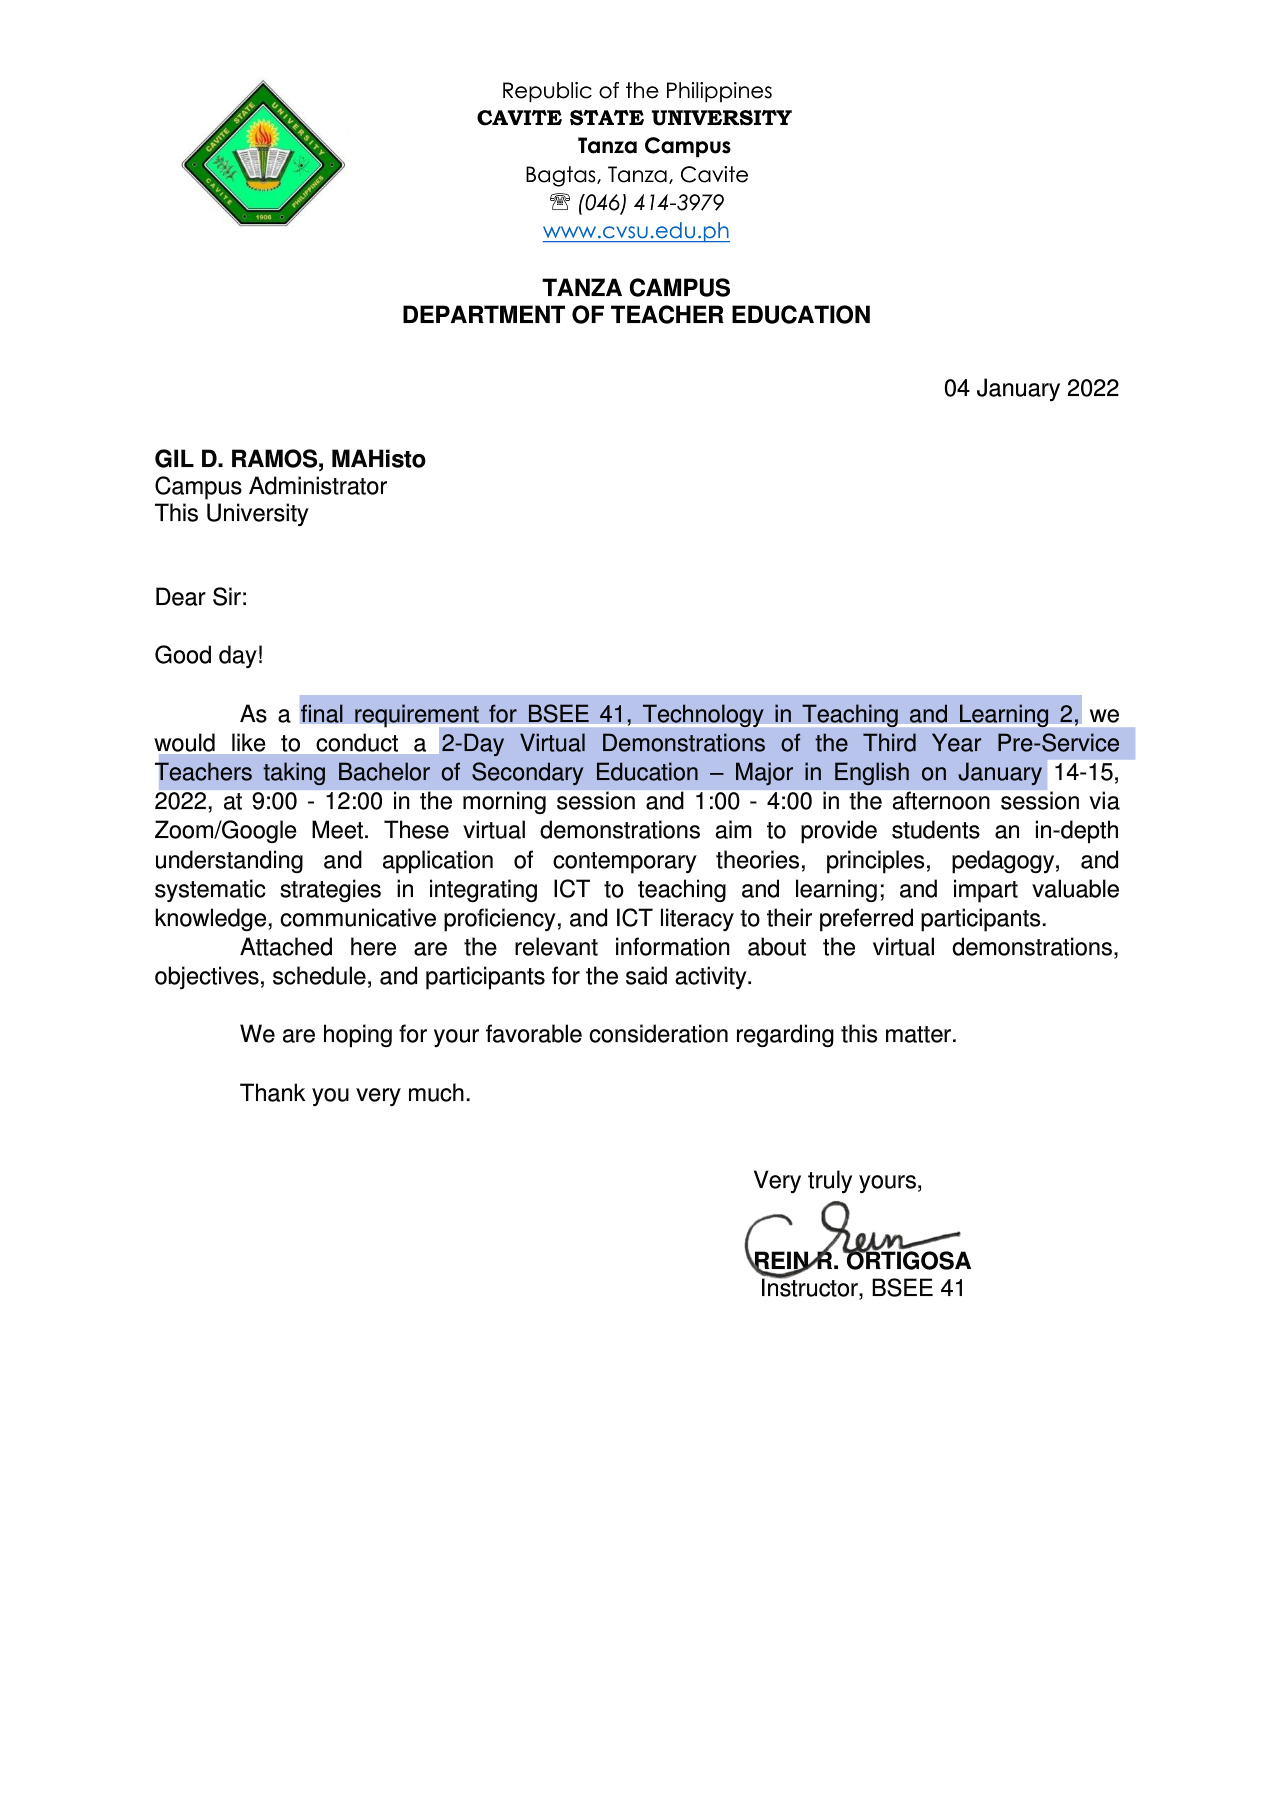 CAVITE STATE UNIVERSITY
CAVITE PHILIPPINES
1906
Republic of the Philippines
CAVITE STATE UNIVERSITY
Tanza Campus
Bagtas, Tanza, Cavite
☏ (046) 414-3979
www.cvsu.edu.ph
TANZA CAMPUS
DEPARTMENT OF TEACHER EDUCATION
04 January 2022
GIL D. RAMOS, MAHisto
Campus Administrator
This University
Dear Sir:
Good day!
As a final requirement for BSEE 41, Technology in Teaching and Learning 2, we
would like to conduct a 2-Day Virtual Demonstrations of the Third Year Pre-Service
Teachers taking Bachelor of Secondary Education – Major in English on January 14-15,
2022, at 9:00 - 12:00 in the morning session and 1:00 - 4:00 in the afternoon session via
Zoom/Google Meet. These virtual demonstrations aim to provide students an in-depth
understanding and application of contemporary theories, principles, pedagogy, and
systematic strategies in integrating ICT to teaching and learning; and impart valuable
knowledge, communicative proficiency, and ICT literacy to their preferred participants.
Attached here are the relevant information about the virtual demonstrations,
objectives, schedule, and participants for the said activity.
We are hoping for your favorable consideration regarding this matter.
Thank you very much.
Very truly yours,
Rein
REIN R. ORTIGOSA
Instructor, BSEE 41